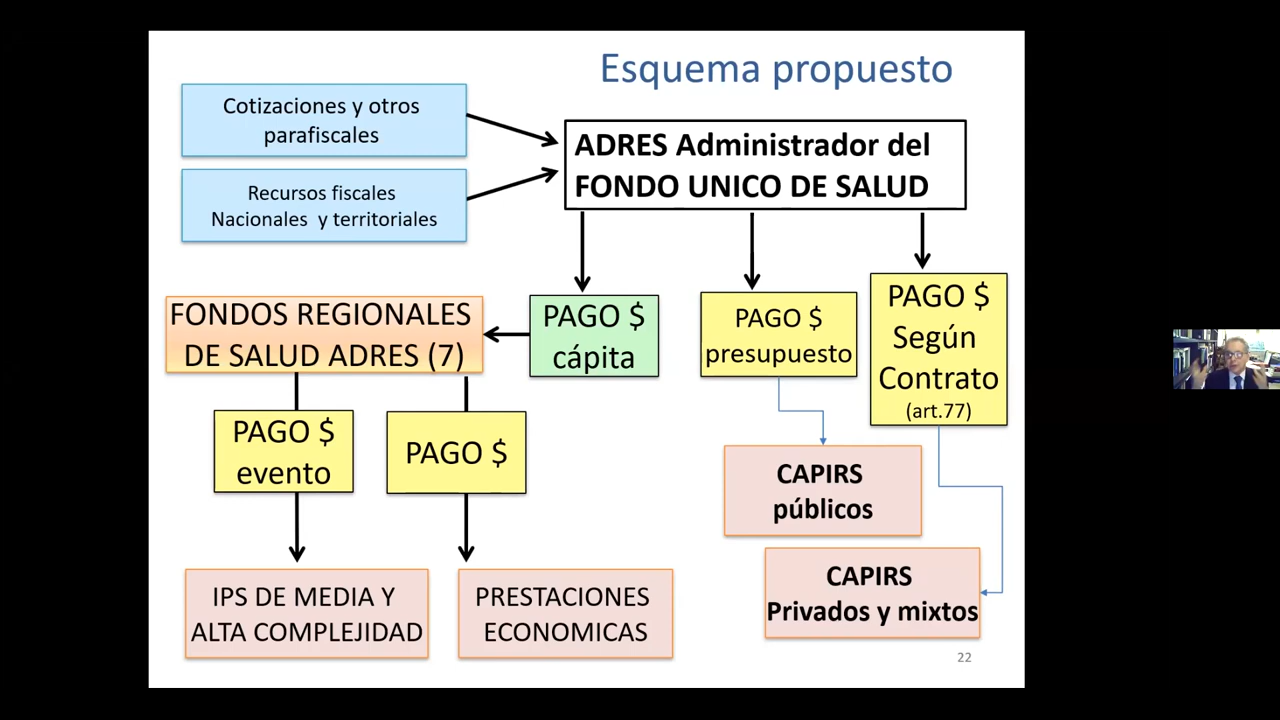 Esquema propuesto
Cotizaciones y otros
parafiscales
Recursos fiscales
Nacionales y territoriales
ADRES Administrador del
FONDO UNICO DE SALUD
FONDOS REGIONALES
DE SALUD ADRES (7)
PAGO $
cápita
PAGO $
presupuesto
PAGO $
Según
Contrato
(art.77)
PAGO $
evento
PAGO $
CAPIRS
públicos
CAPIRS
Privados y mixtos
IPS DE MEDIA Y
ALTA COMPLEJIDAD
PRESTACIONES
ECONOMICAS
22